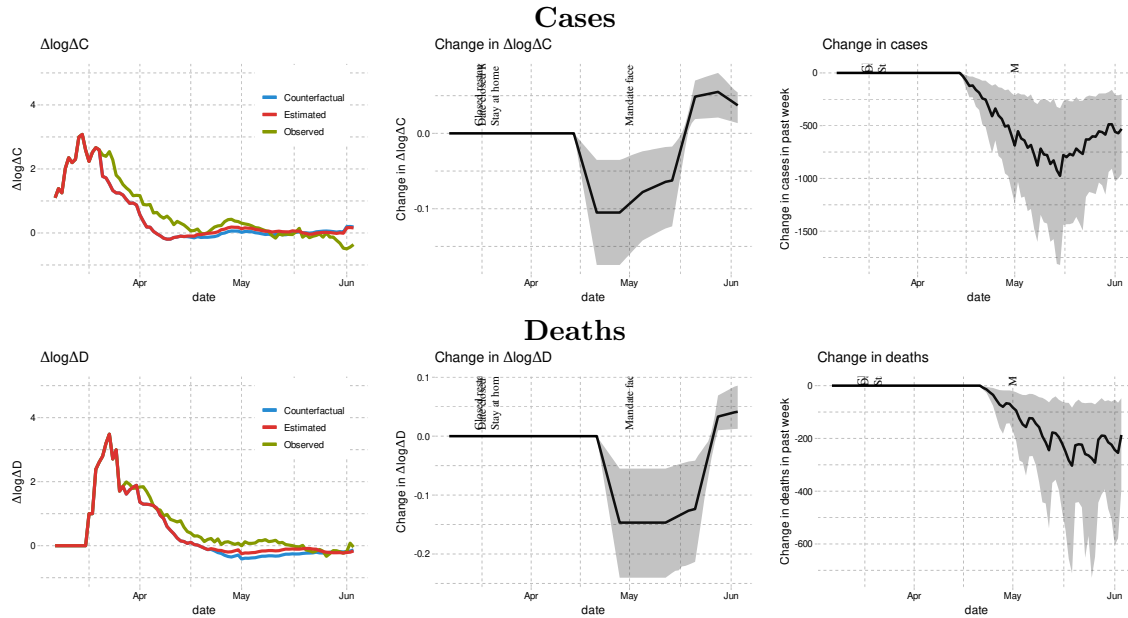 Cases
ΔlogΔC
Change in ΔlogΔC
Change in cases
ΔlogΔC
4
2
0
Counterfactual
Estimated
Observed
Apr
May
Jun
date
Change in ΔlogΔC
0.0
-0.1
Stay at home
Mandate face
Apr
May
Jun
date
Change in cases in past week
0
-500
-1000
-1500
St
M
Apr
May
Jun
date
Deaths
ΔlogΔD
Change in ΔlogΔD
Change in deaths
ΔlogΔD
4
2
0
Counterfactual
Estimated
Observed
Apr
May
Jun
date
Change in ΔlogΔD
0.1
0.0
-0.1
-0.2
Stay at hom
Mandate fac
Apr
May
Jun
date
Change in deaths in past week
0
-200
-400
-600
St
M
Apr
May
Jun
date